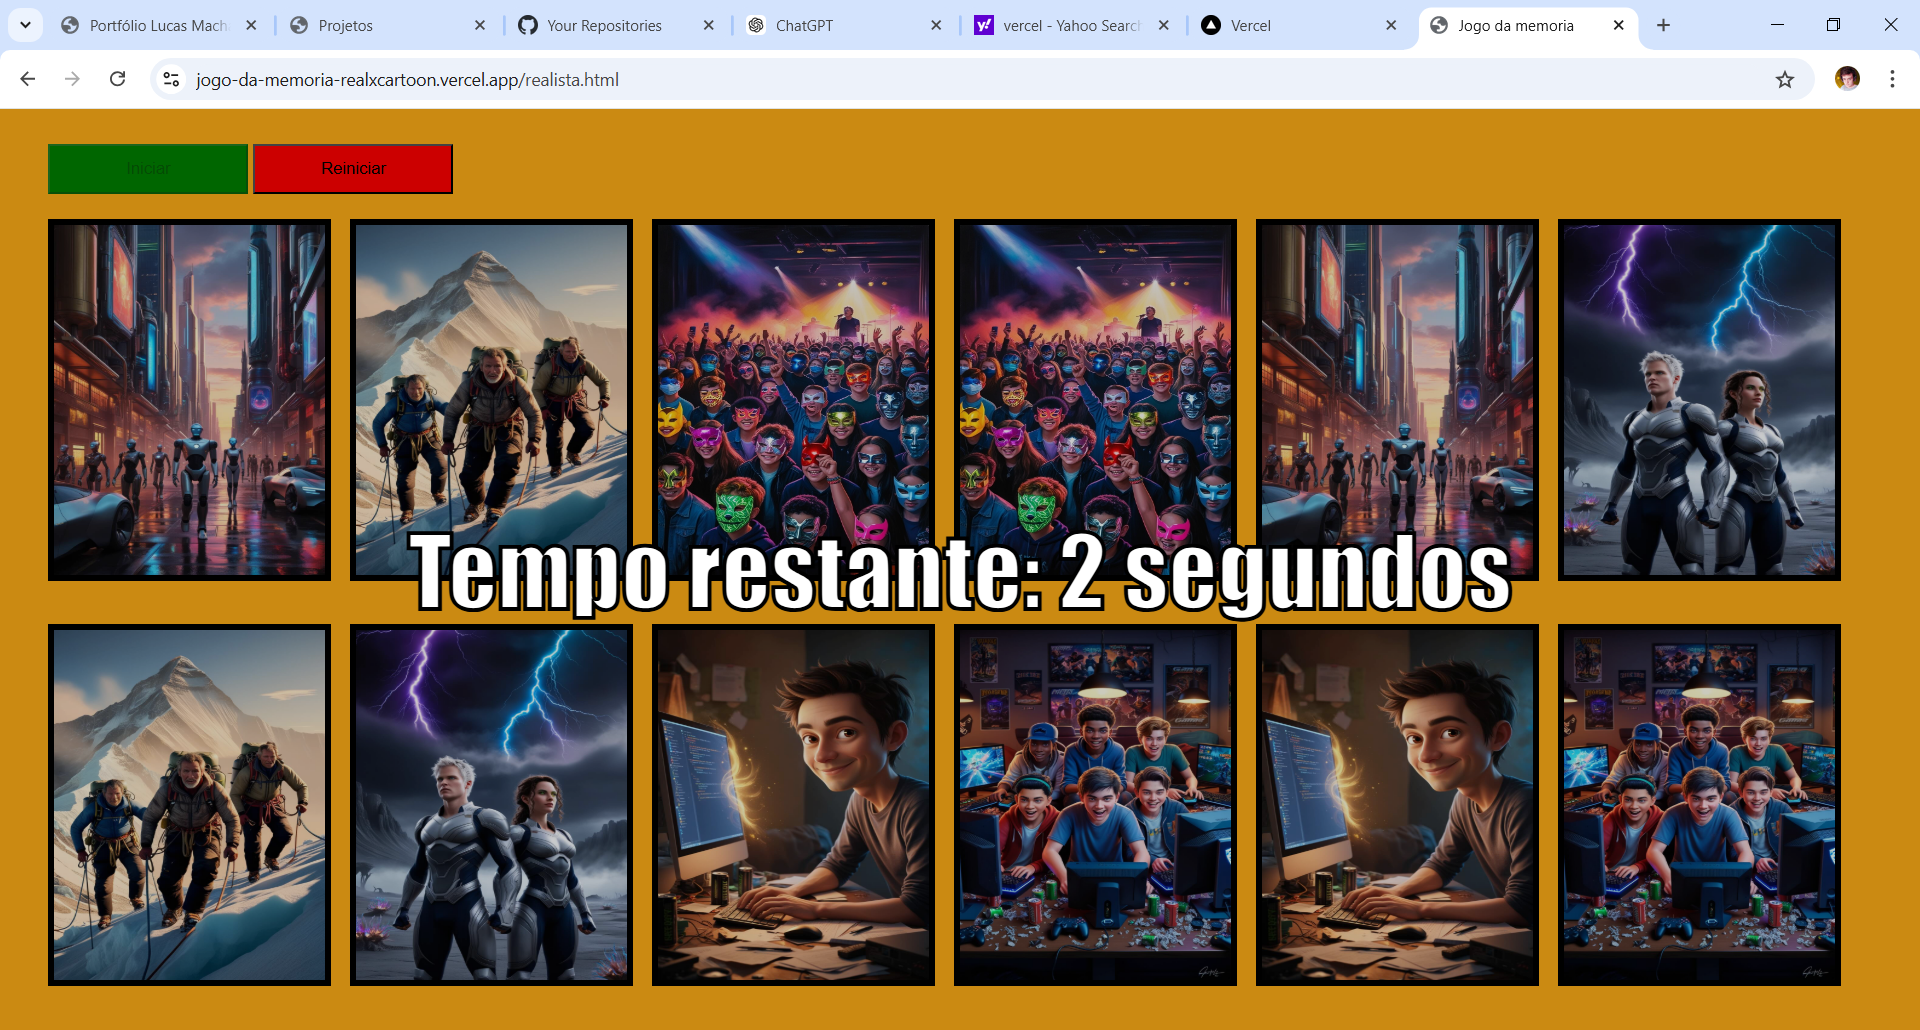 Portfólio Lucas Mach
Projetos
Your Repositories
ChatGPT
y!
vercel - Yahoo Search
Vercel
Jogo da memoria
jogo-da-memoria-realxcartoon.vercel.app/realista.html
Iniciar
Reiniciar
Tempo restante: 2 segundos